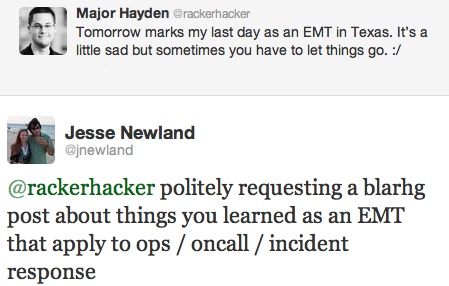 Major Hayden @rackerhacker
Tomorrow marks my last day as an EMT in Texas. It's a
little sad but sometimes you have to let things go. :/
Jesse Newland
@jnewland
@rackerhacker politely requesting a blarhg
post about things you learned as an EMT
that apply to ops / oncall / incident
response